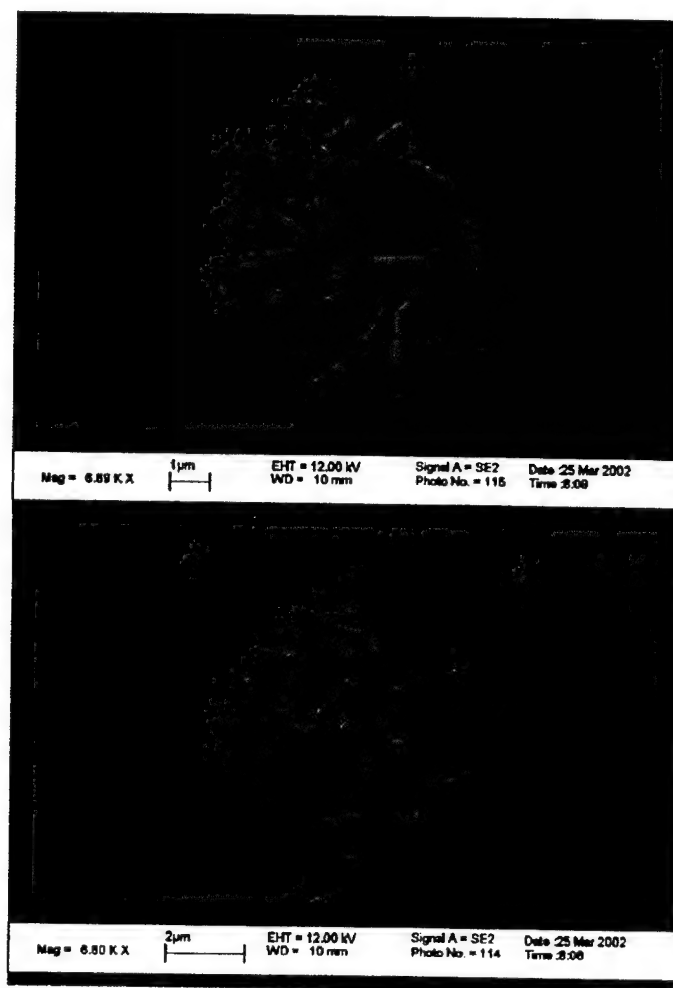 Mag = 6.89 K X 1µm EHT = 12.00 kV Signal A = SE2 Date :25 Mar 2002
WD = 10 mm Photo No. = 115 Time :8:09
Mag = 6.80 K X 2µm EHT = 12.00 kV Signal A = SE2 Date :25 Mar 2002
WD = 10 mm Photo No. = 114 Time :8:06